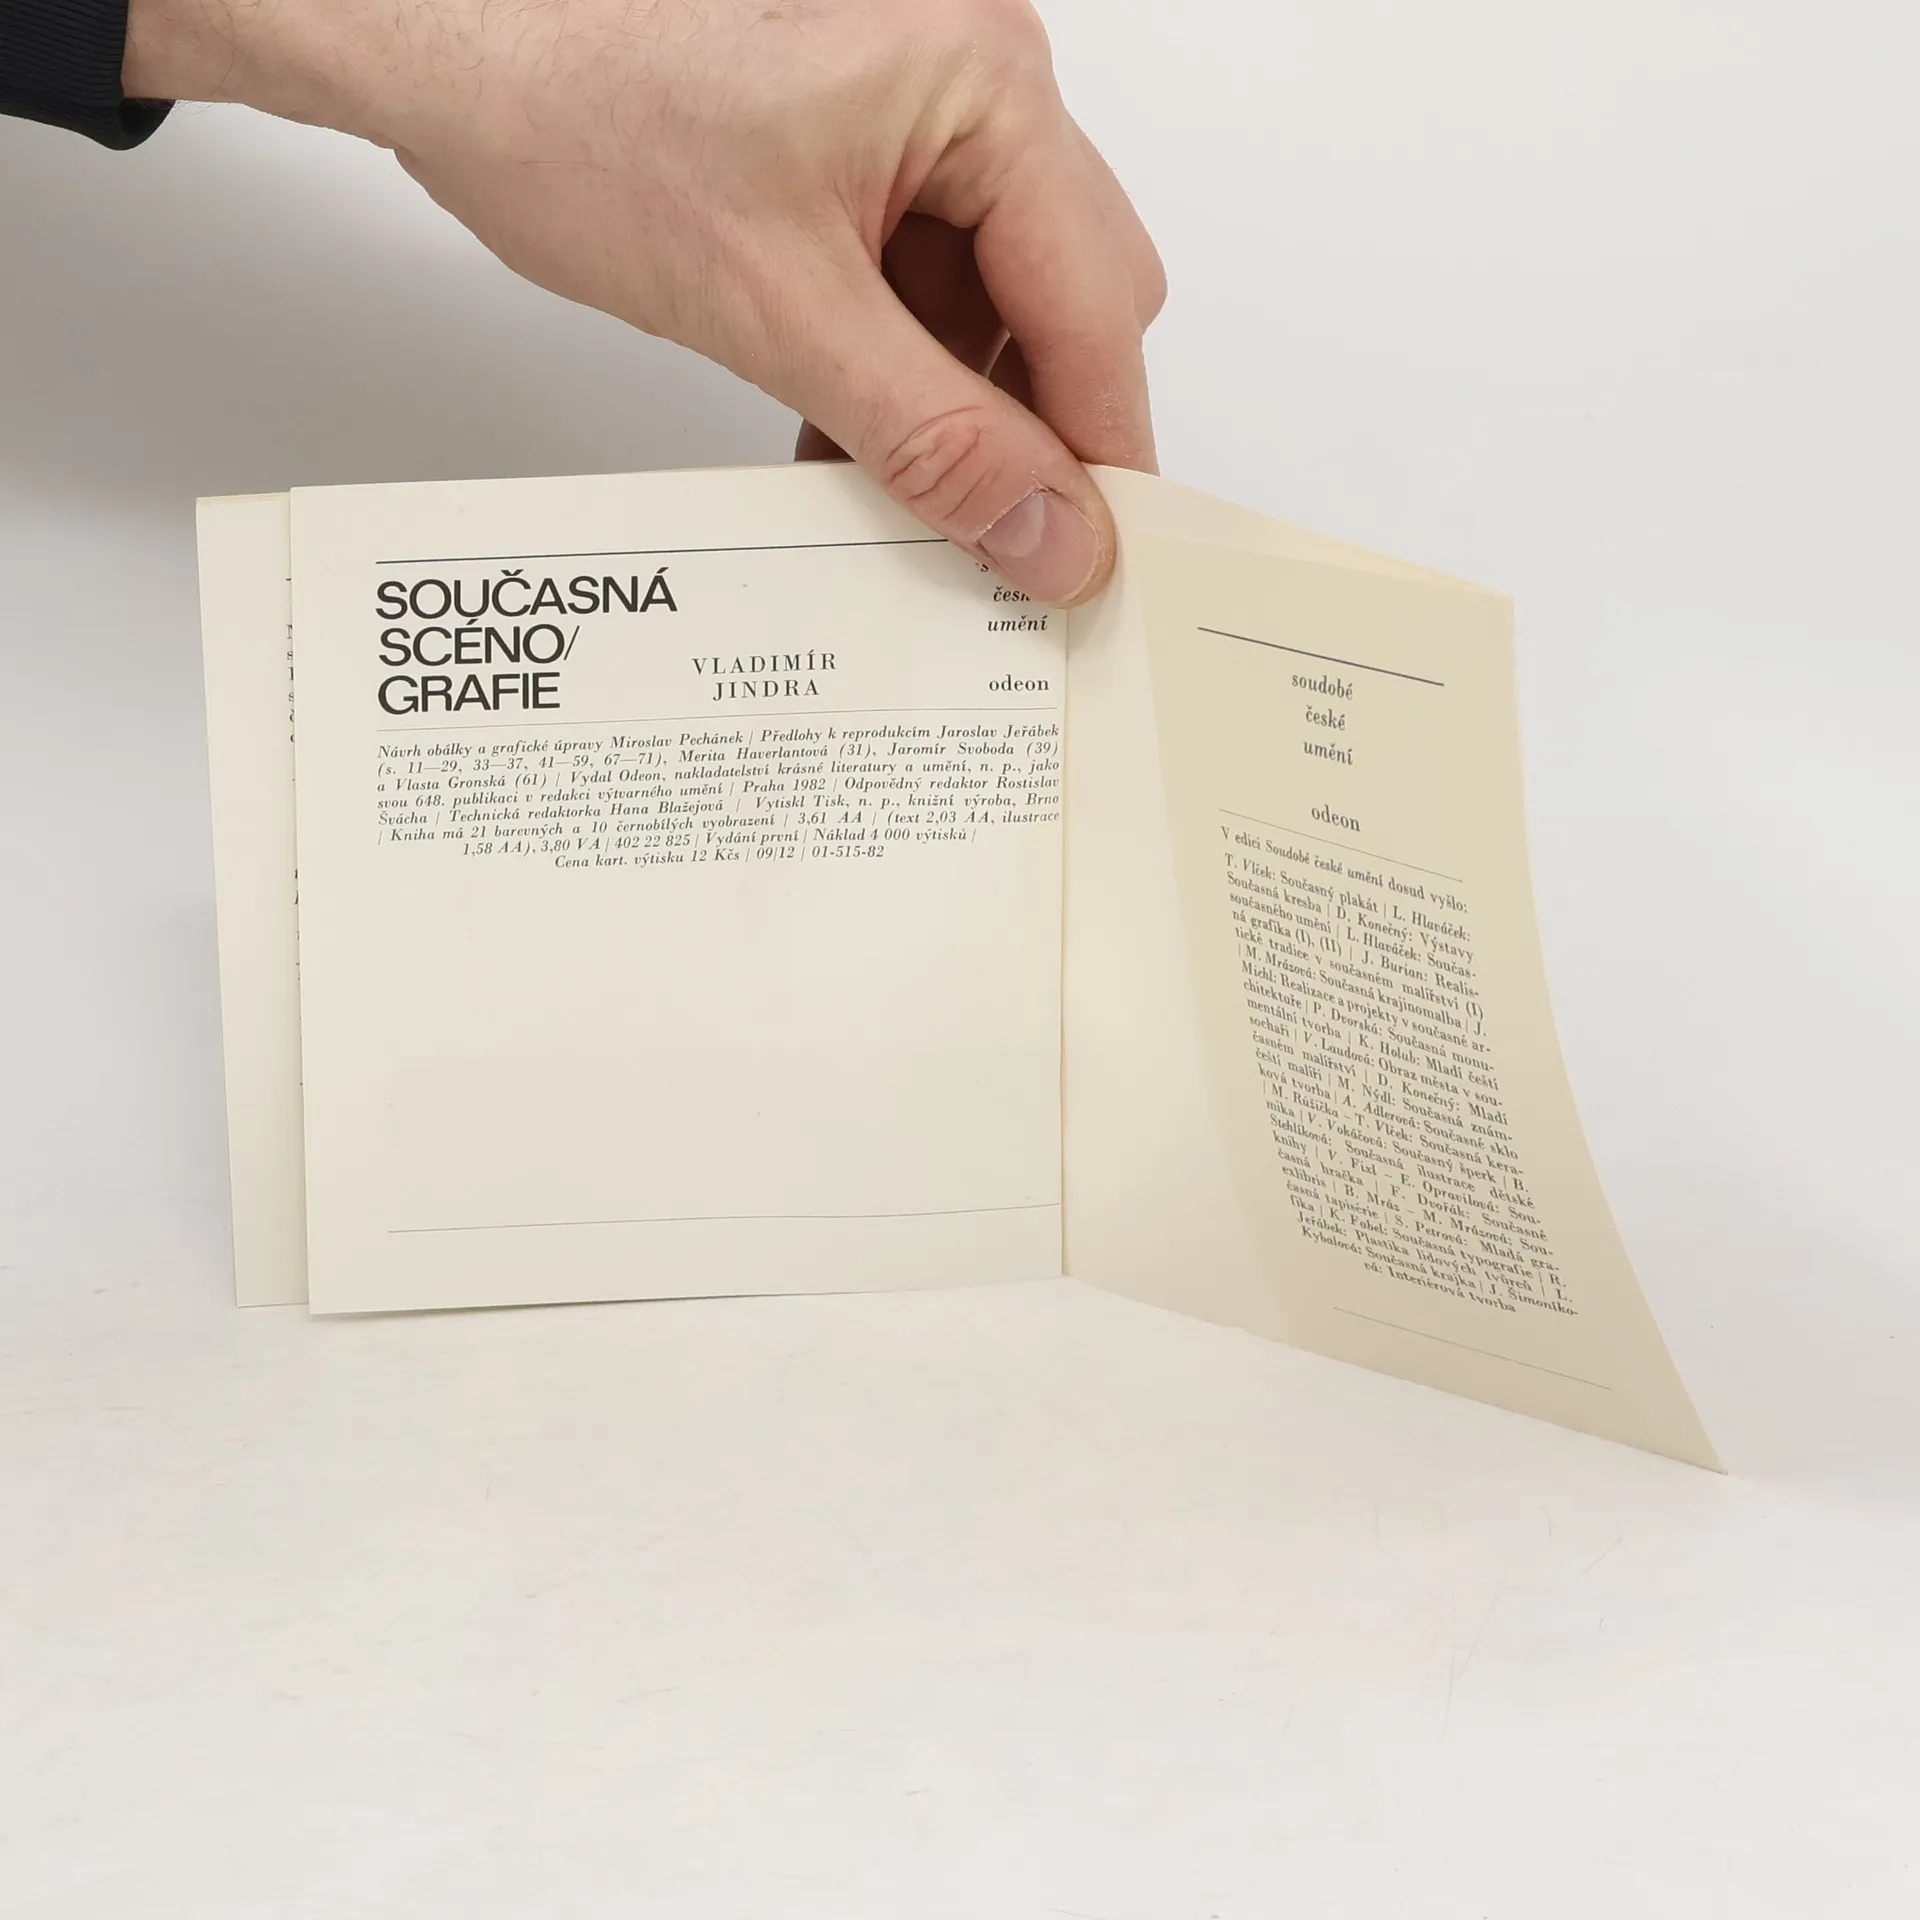 SOUČASNÁ
SCÉNO/
GRAFIE
VLADIMÍR
JINDRA
umění
odeon
Návrh obálky a grafické úpravy Miroslav Pechánek | Předlohy k reprodukcím Jaroslav Jeřábek
(s. 11—29, 33—37, 41—59, 67—71), Merita Haverlantová (31), Jaromír Svoboda (39)
a Vlasta Gronská (61) | Vydal Odeon, nakladatelství krásné literatury a umění, n. p., jako
svou 648. publikaci v redakci výtvarného umění | Praha 1982 | Odpovědný redaktor Rostislav
Švácha | Technická redaktorka Hana Blažejová | Vytiskl Tisk, n. p., knižní výroba, Brno
| Kniha má 21 barevných a 10 černobílých vyobrazení | 3,61 AA | (text 2,03 AA, ilustrace
1,58 AA), 3,80 VA | 402 22 825 | Vydání první | Náklad 4 000 výtisků |
Cena kart. výtisku 12 Kčs | 09/12 | 01-515-82
soudobé
české
umění
odeon
V edici Soudobé české umění dosud vyšlo:
T. Vlček: Současný plakát | L. Hlaváček:
Současná kresba | D. Konečný: Výstavy
současného umění | L. Hlaváček: Součas-
ná grafika (I), (II) | J. Burian: Realis-
tické tradice v současném malířství (I)
| M. Mrázová: Současná krajinomalba | J.
Michl: Realizace a projekty v současné ar-
chitektuře | P. Dvorská: Současná monu-
mentální tvorba | K. Holub: Mladí čeští
sochaři | V. Laudová: Obraz města v sou-
časném malířství | D. Konečný: Mladí
čeští malíři | M. Nýdl: Současná znám-
ková tvorba | A. Adlerová: Současné sklo
| M. Růžička – T. Vlček: Současná kera-
mika | V. Vokáčová: Současný šperk | B.
Stehlíková: Současná ilustrace dětské
knihy | V. Fixl – E. Opravilová: Sou-
časná hračka | F. Dvořák: Současné
exlibris | B. Mráz – M. Mrázová: Sou-
časná tapisérie | S. Petrová: Mladá gra-
fika | K. Fabel: Současná typografie | R.
Jeřábek: Plastika lidových tvůrců | L.
Kybalová: Současná krajka | J. Šimoníko-
vá: Interiérová tvorba